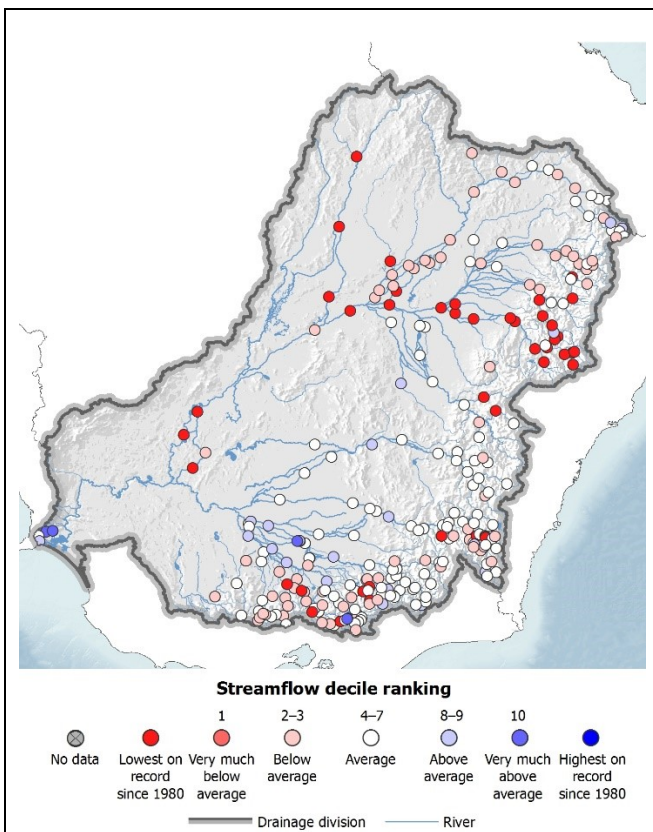 Streamflow decile ranking
1 2–3 4–7 8–9 10
No data Lowest on Very much Below Average Above Very much Highest on
record below average average above record
since 1980 average average since 1980
Drainage division River